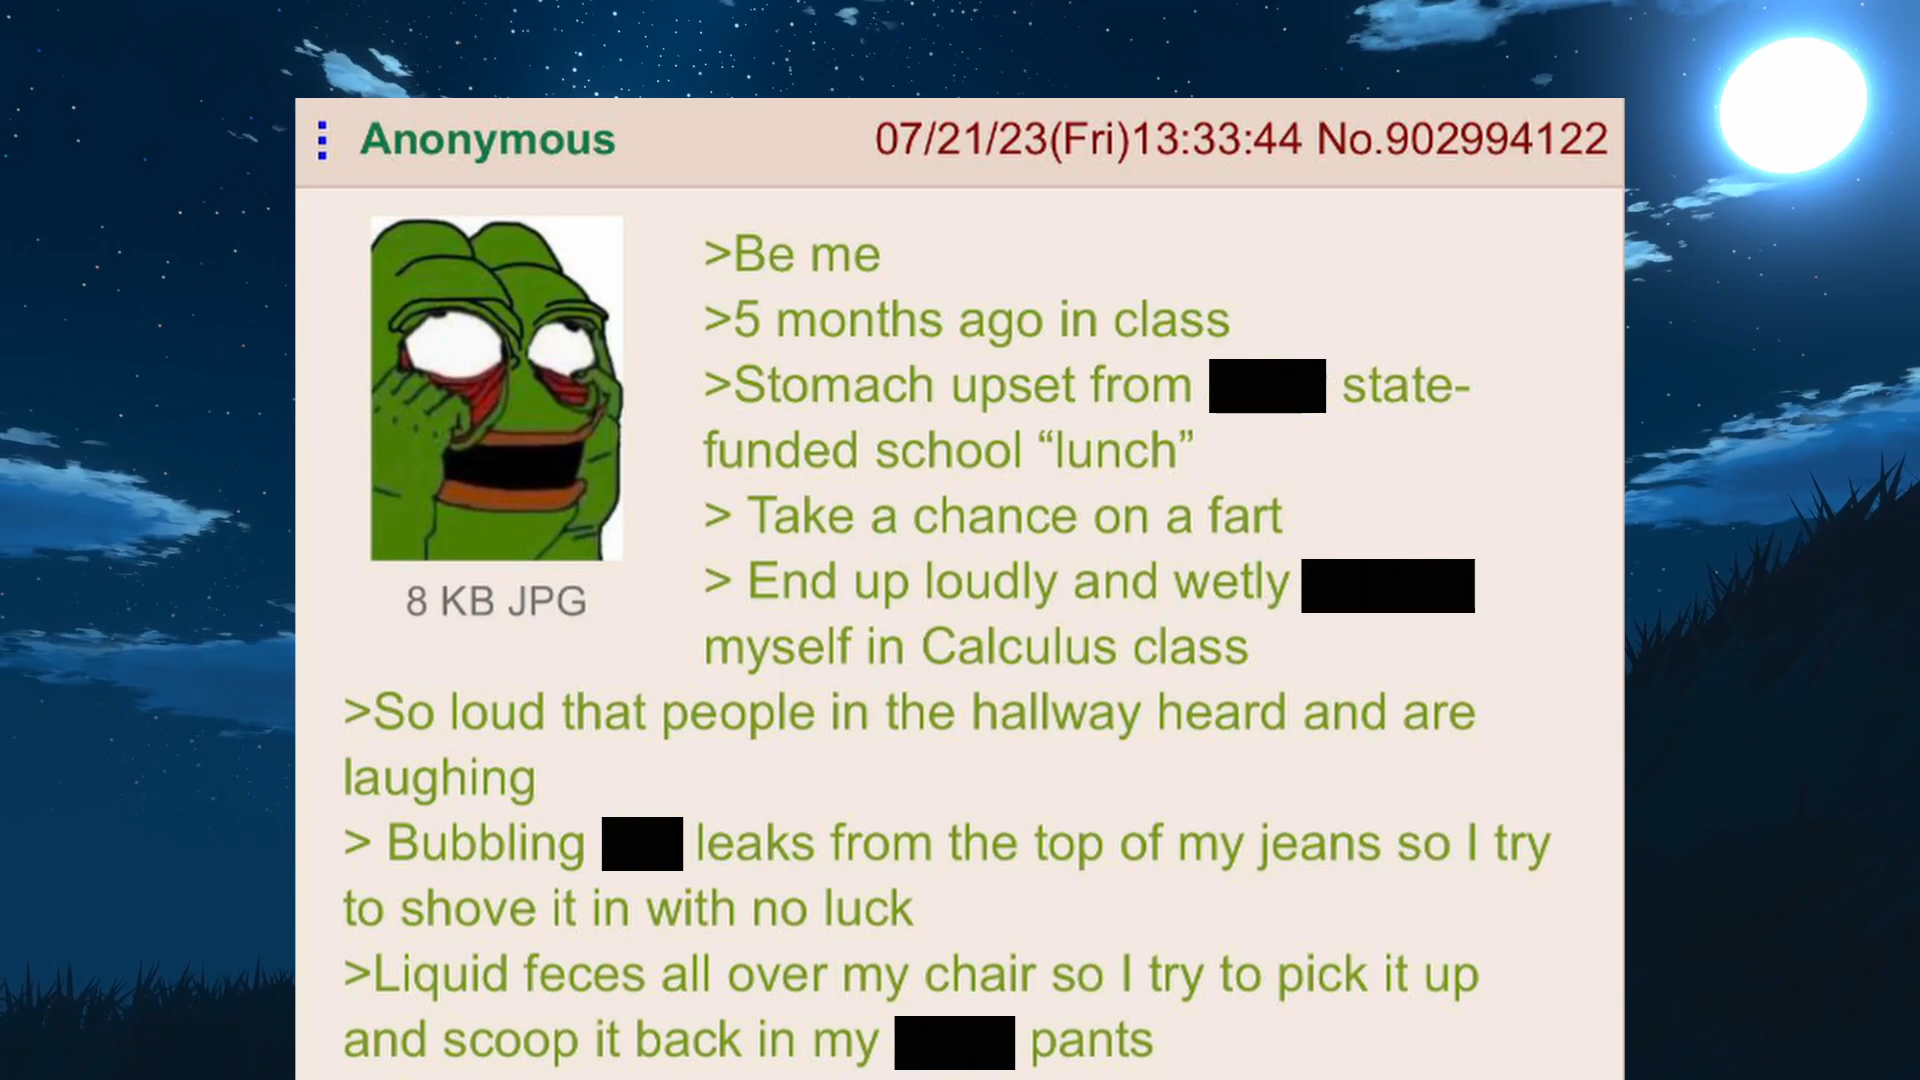 Anonymous 07/21/23(Fri)13:33:44 No.902994122
>Be me
>5 months ago in class
>Stomach upset from state-
funded school “lunch”
> Take a chance on a fart
> End up loudly and wetly
myself in Calculus class
8 KB JPG
>So loud that people in the hallway heard and are
laughing
> Bubbling leaks from the top of my jeans so I try
to shove it in with no luck
>Liquid feces all over my chair so I try to pick it up
and scoop it back in my pants